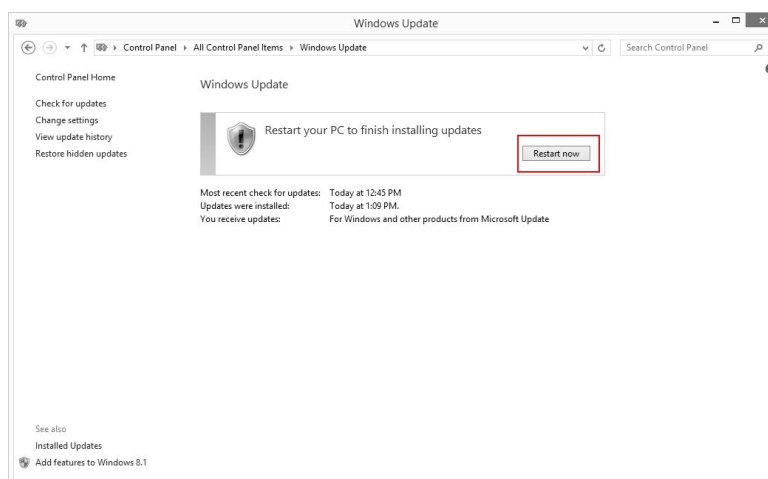 Windows Update
Control Panel ▸ All Control Panel Items ▸ Windows Update
Search Control Panel
Control Panel Home
Check for updates
Change settings
View update history
Restore hidden updates
Windows Update
Restart your PC to finish installing updates
Restart now
Most recent check for updates: Today at 12:45 PM
Updates were installed: Today at 1:09 PM.
You receive updates: For Windows and other products from Microsoft Update
See also
Installed Updates
Add features to Windows 8.1